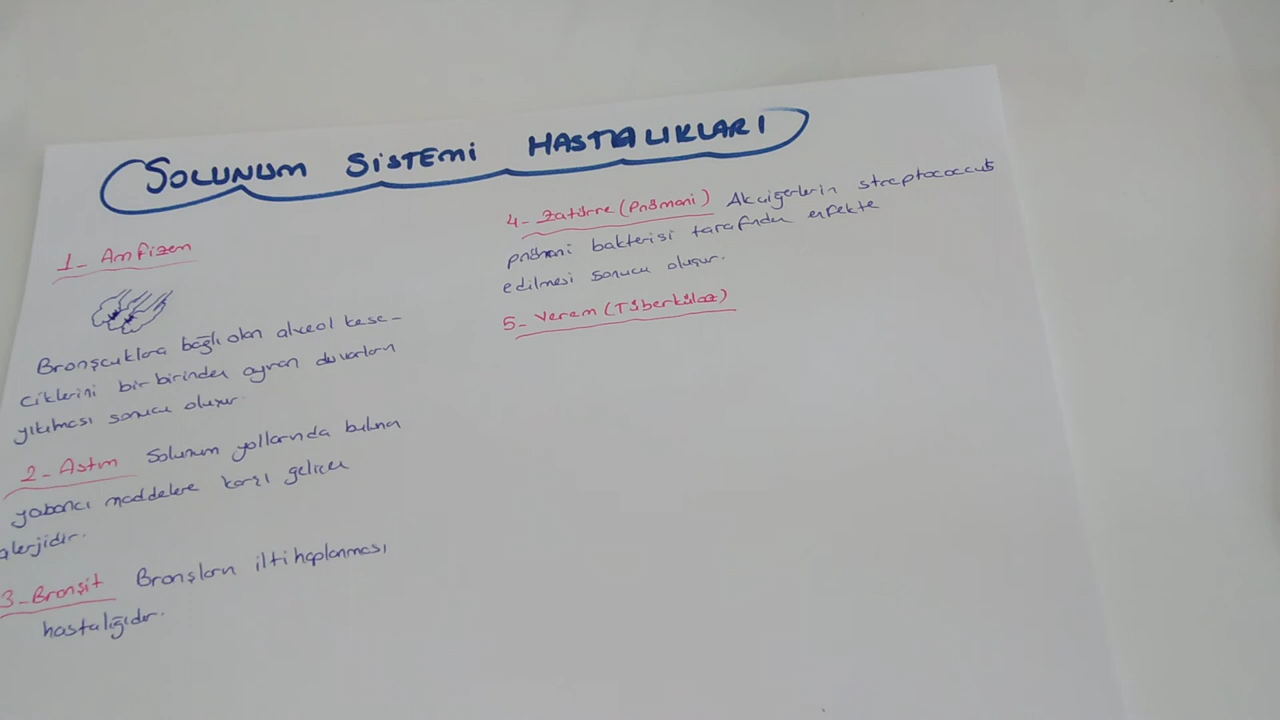 SOLUNUM SİSTEMİ HASTALIKLARI
1- Amfizem
Bronşcuklara bağlı olan alveol kese-
ciklerini birbirinden ayıran duvarların
yıkılması sonucu oluşur.
2- Astım Solunum yollarında bulunan
yabancı maddelere karşı gelişen
alerjidir.
3- Bronşit Bronşların iltihaplanması
hastalığıdır.
4- Zatürre (Pnömoni) Akciğerlerin streptococcus
pnömoni bakterisi tarafından enfekte
edilmesi sonucu oluşur.
5- Verem (Tüberküloz)